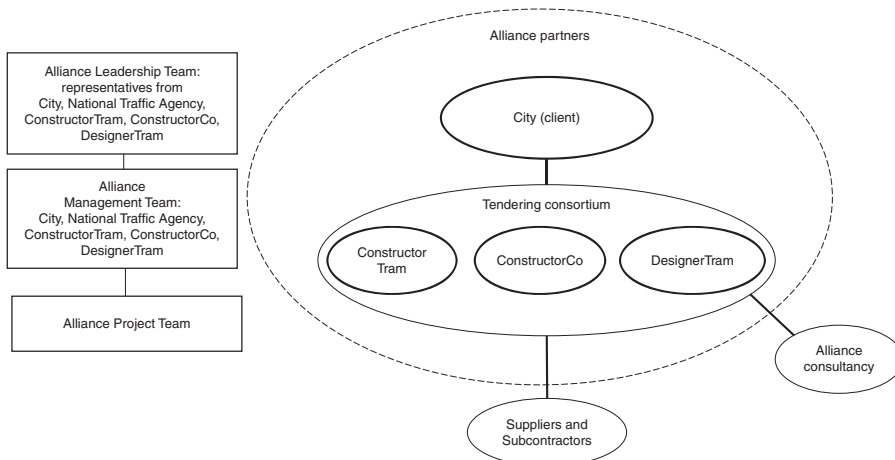 Alliance Leadership Team:
representatives from
City, National Traffic Agency,
ConstructorTram, ConstructorCo,
DesignerTram
Alliance
Management Team:
City, National Traffic Agency,
ConstructorTram, ConstructorCo,
DesignerTram
Alliance Project Team
Alliance partners
City (client)
Tendering consortium
Constructor
Tram
ConstructorCo
DesignerTram
Alliance
consultancy
Suppliers and
Subcontractors